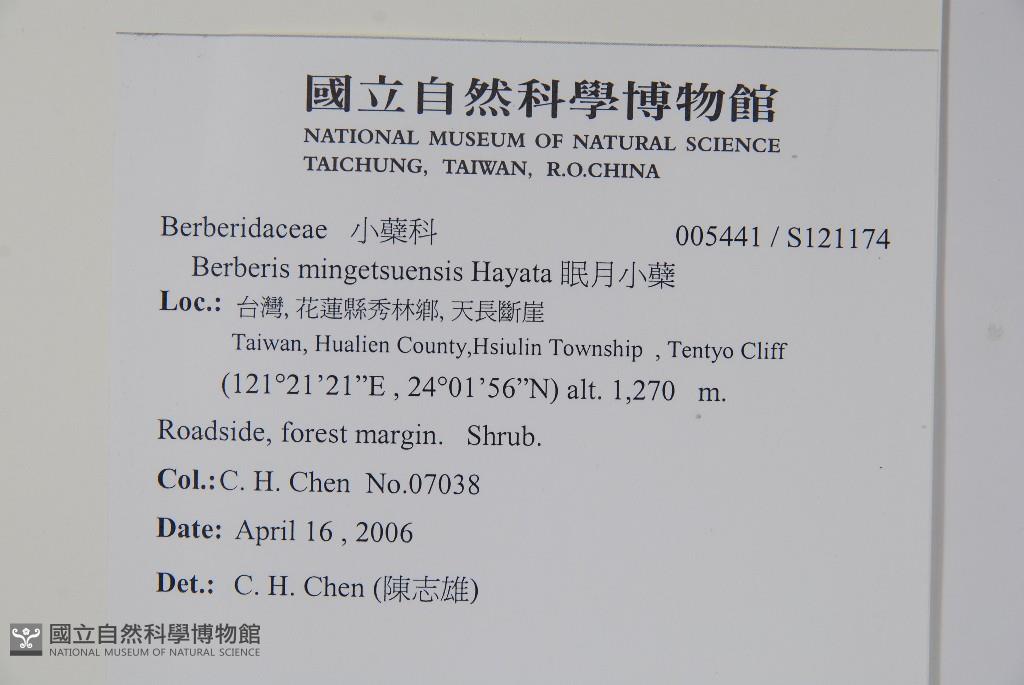 國立自然科學博物館
NATIONAL MUSEUM OF NATURAL SCIENCE
TAICHUNG, TAIWAN, R.O.CHINA
Berberidaceae 小蘗科 005441 / S121174
Berberis mingetsuensis Hayata 眠月小蘗
Loc.: 台灣, 花蓮縣秀林鄉, 天長斷崖
Taiwan, Hualien County,Hsiulin Township , Tentyo Cliff
(121°21’21”E , 24°01’56”N) alt. 1,270 m.
Roadside, forest margin. Shrub.
Col.: C. H. Chen No.07038
Date: April 16 , 2006
Det.: C. H. Chen (陳志雄)
國立自然科學博物館
NATIONAL MUSEUM OF NATURAL SCIENCE